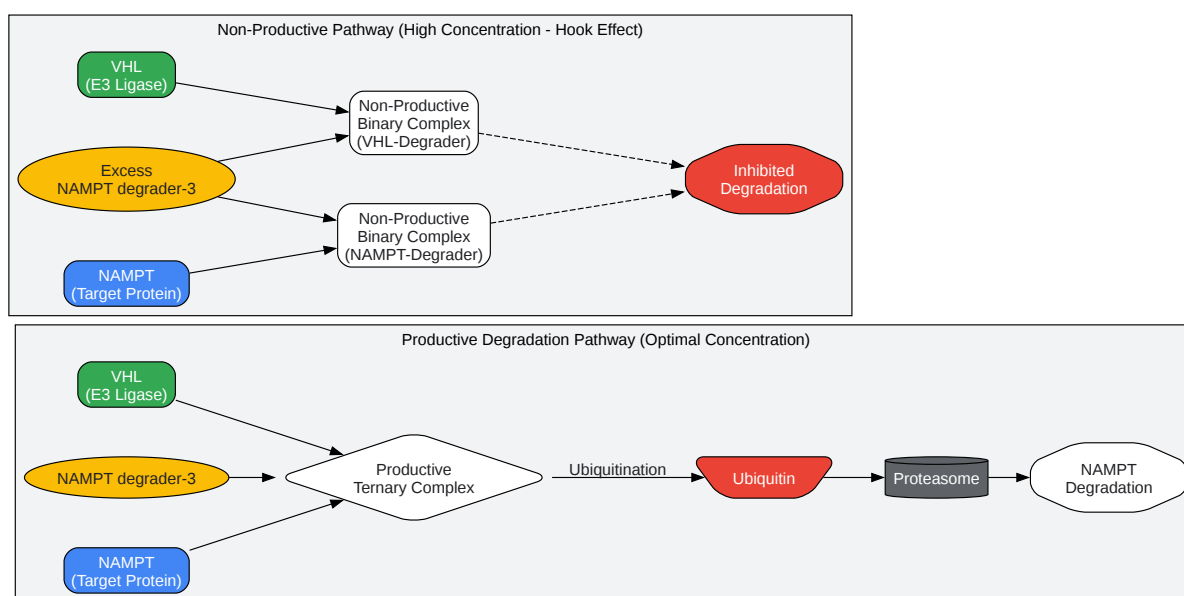 Non-Productive Pathway (High Concentration - Hook Effect)
VHL
(E3 Ligase)
Non-Productive
Binary Complex
(VHL-Degrader)
Excess
NAMPT degrader-3
Inhibited
Degradation
Non-Productive
Binary Complex
(NAMPT-Degrader)
NAMPT
(Target Protein)
Productive Degradation Pathway (Optimal Concentration)
VHL
(E3 Ligase)
NAMPT degrader-3
Productive
Ternary Complex
Ubiquitination
Ubiquitin
Proteasome
NAMPT
Degradation
NAMPT
(Target Protein)